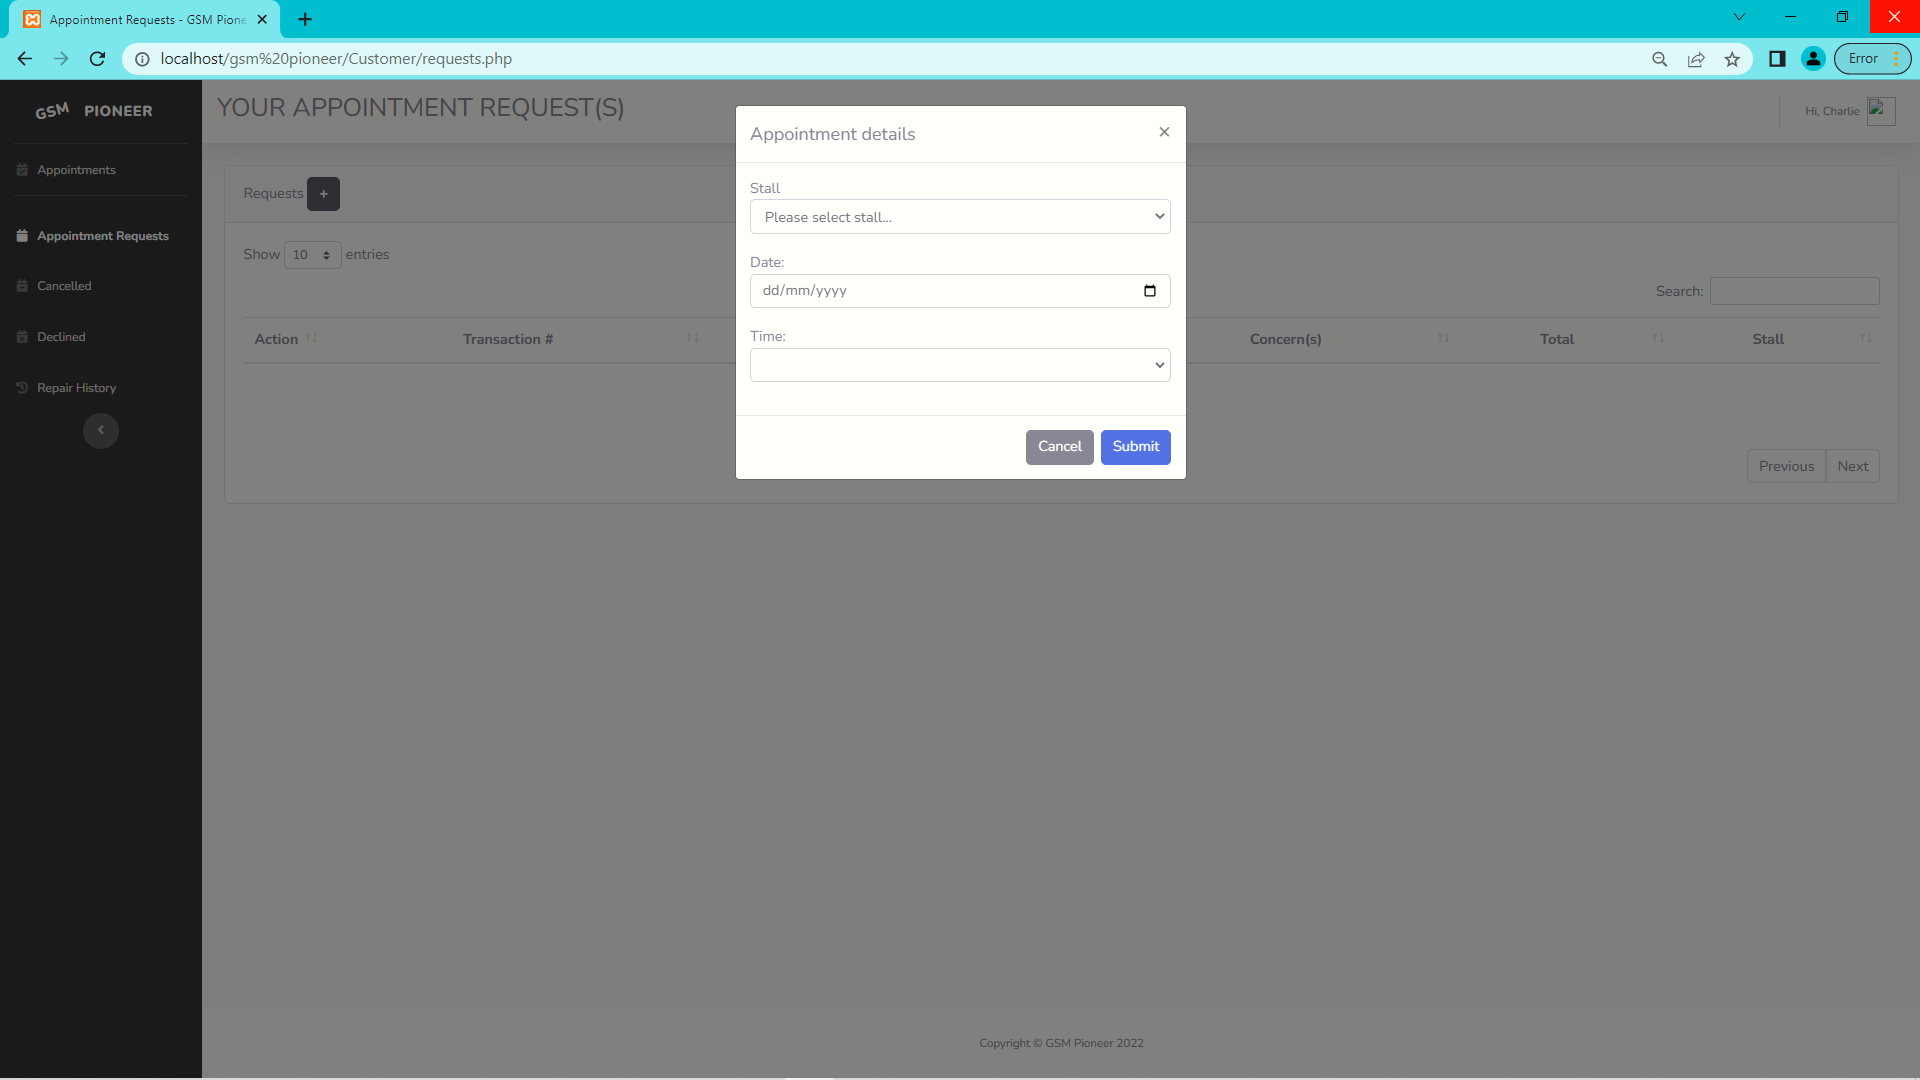 Appointment Requests - GSM Pione
localhost/gsm%20pioneer/Customer/requests.php
Error
GSM PIONEER
YOUR APPOINTMENT REQUEST(S)
Hi, Charlie
Appointments
Appointment Requests
Cancelled
Declined
Repair History
Requests +
Show 10 entries
Search:
Action Transaction # Concern(s) Total Stall
Previous Next
Appointment details ×
Stall
Please select stall...
Date:
dd/mm/yyyy
Time:
Cancel Submit
Copyright © GSM Pioneer 2022